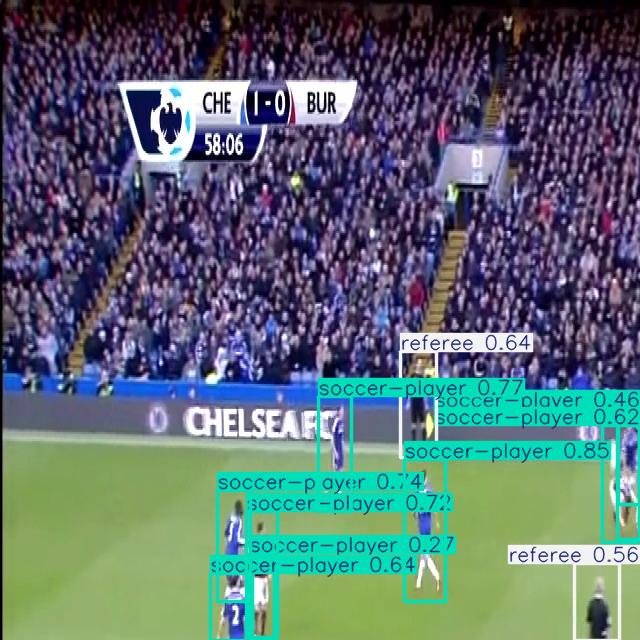 CHE 1-0 BUR
58:06
referee 0.64
soccer-player 0.77
soccer-player 0.46
soccer-player 0.62
CHELSEA FC
soccer-player 0.85
soccer-player 0.74
soccer-player 0.72
soccer-player 0.27
referee 0.56
soccer-player 0.64
2